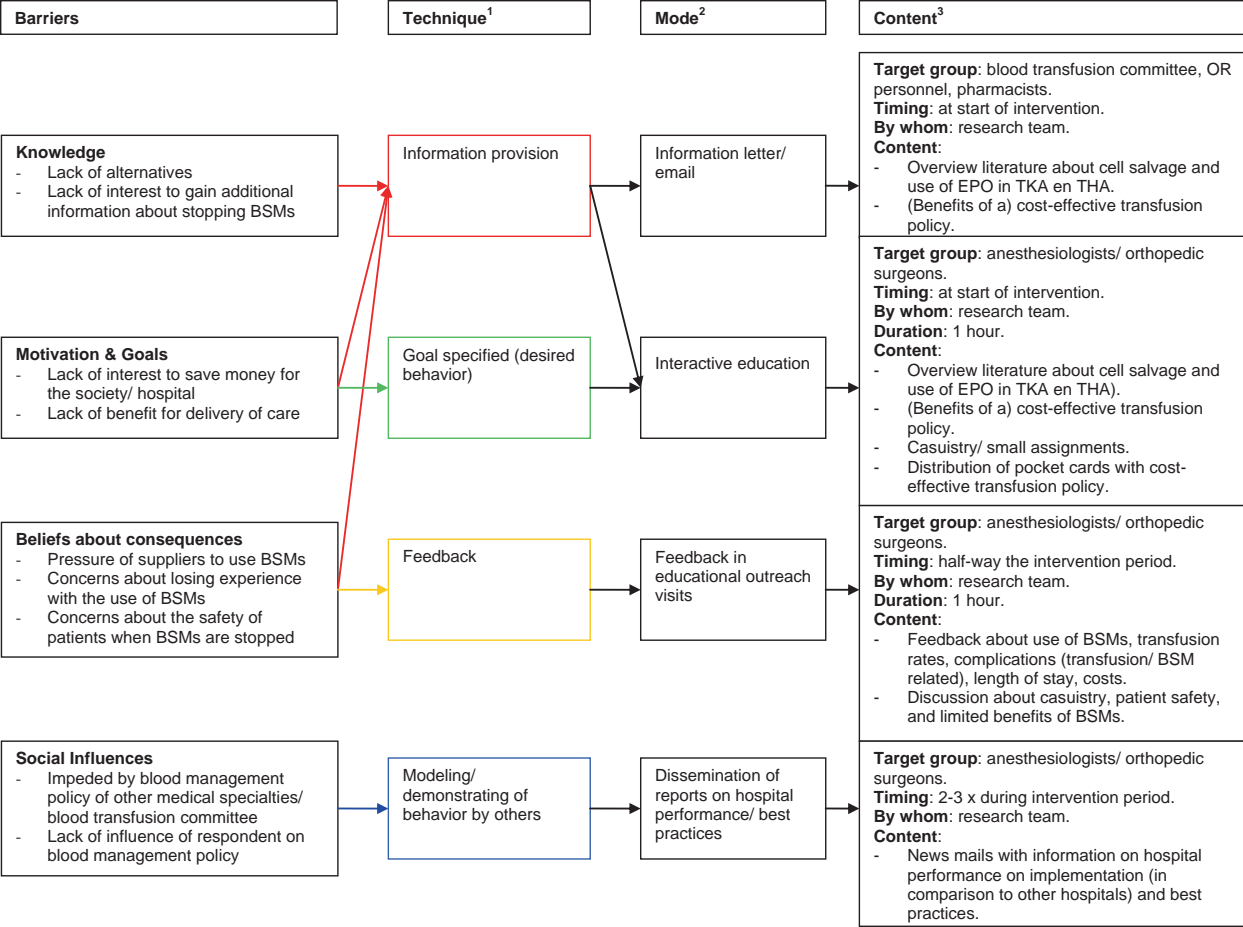 Barriers
Technique1
Mode2
Content3
Knowledge
- Lack of alternatives
- Lack of interest to gain additional
information about stopping BSMs
Information provision
Information letter/
email
Target group: blood transfusion committee, OR
personnel, pharmacists.
Timing: at start of intervention.
By whom: research team.
Content:
- Overview literature about cell salvage and
use of EPO in TKA en THA.
- (Benefits of a) cost-effective transfusion
policy.
Motivation & Goals
- Lack of interest to save money for
the society/ hospital
- Lack of benefit for delivery of care
Goal specified (desired
behavior)
Interactive education
Target group: anesthesiologists/ orthopedic
surgeons.
Timing: at start of intervention.
By whom: research team.
Duration: 1 hour.
Content:
- Overview literature about cell salvage and
use of EPO in TKA en THA).
- (Benefits of a) cost-effective transfusion
policy.
- Casuistry/ small assignments.
- Distribution of pocket cards with cost-
effective transfusion policy.
Beliefs about consequences
- Pressure of suppliers to use BSMs
- Concerns about losing experience
with the use of BSMs
- Concerns about the safety of
patients when BSMs are stopped
Feedback
Feedback in
educational outreach
visits
Target group: anesthesiologists/ orthopedic
surgeons.
Timing: half-way the intervention period.
By whom: research team.
Duration: 1 hour.
Content:
- Feedback about use of BSMs, transfusion
rates, complications (transfusion/ BSM
related), length of stay, costs.
- Discussion about casuistry, patient safety,
and limited benefits of BSMs.
Social Influences
- Impeded by blood management
policy of other medical specialties/
blood transfusion committee
- Lack of influence of respondent on
blood management policy
Modeling/
demonstrating of
behavior by others
Dissemination of
reports on hospital
performance/ best
practices
Target group: anesthesiologists/ orthopedic
surgeons.
Timing: 2-3 x during intervention period.
By whom: research team.
Content:
- News mails with information on hospital
performance on implementation (in
comparison to other hospitals) and best
practices.